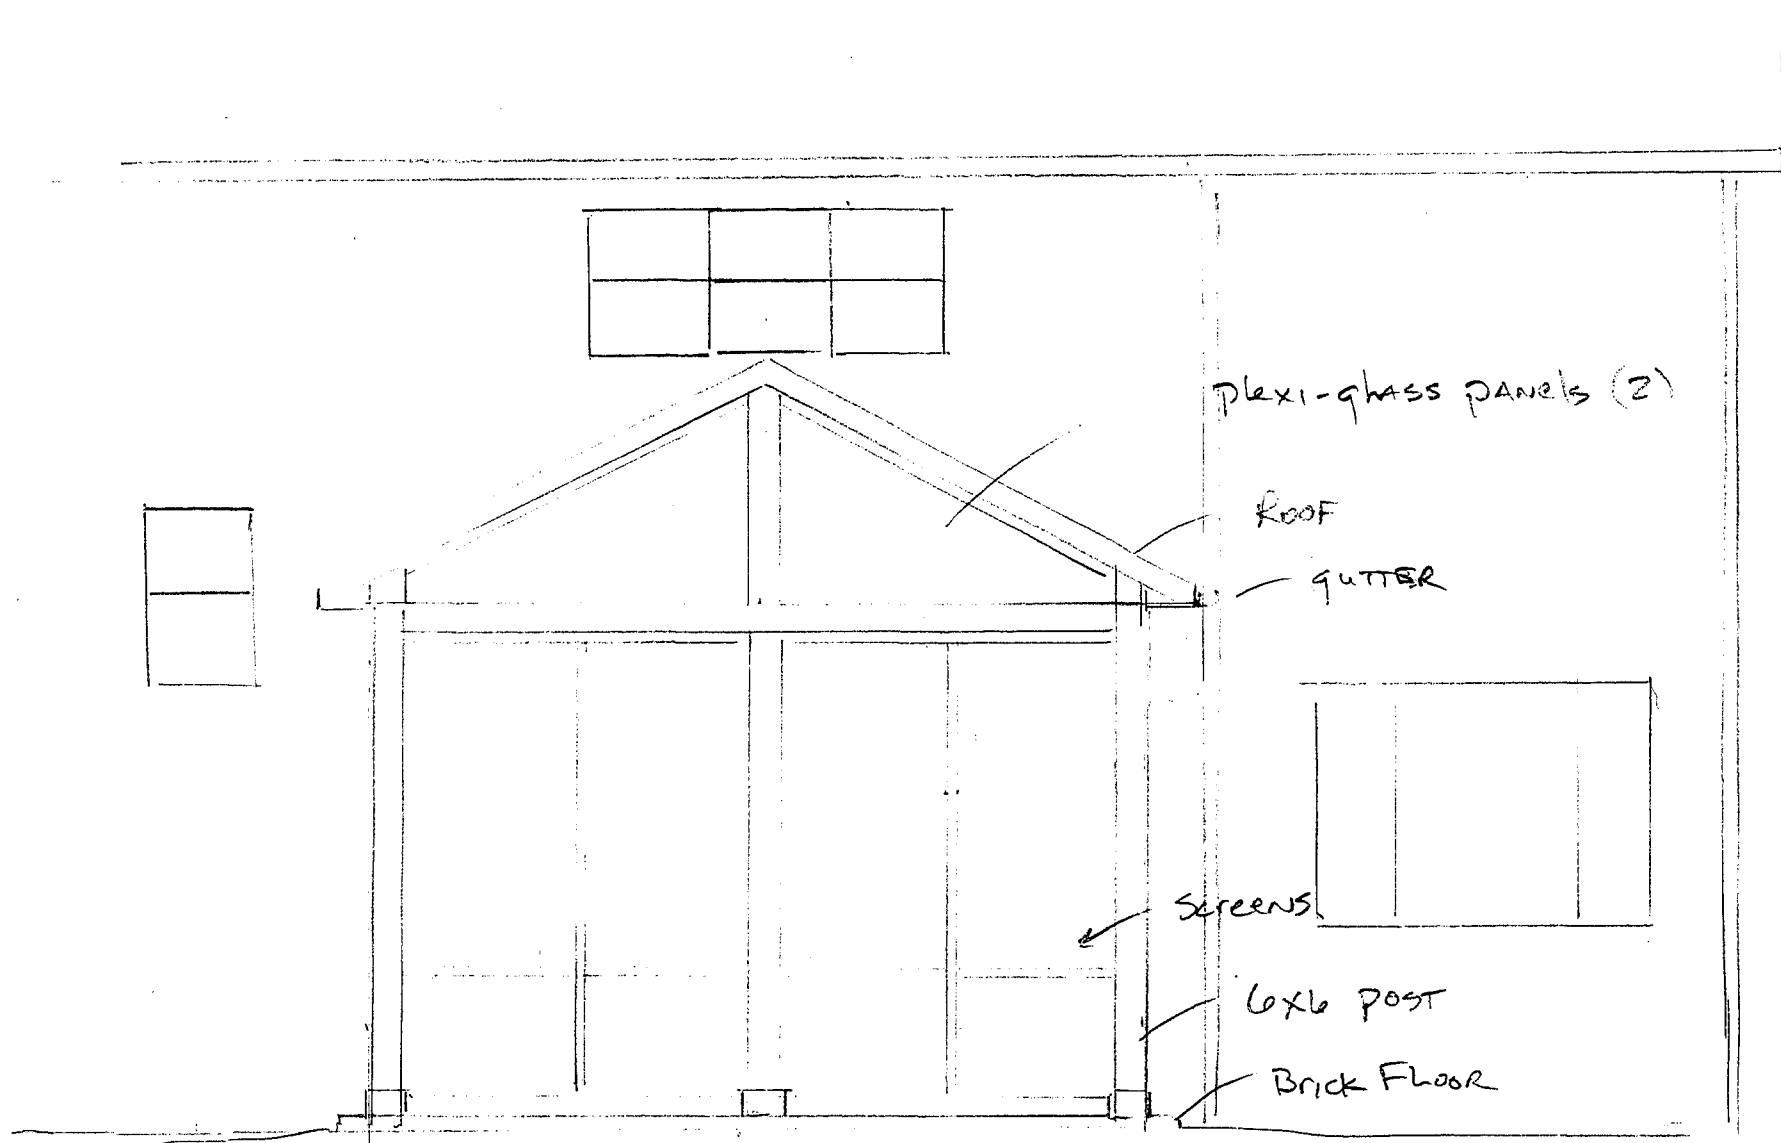 plexi-glass panels (2)
Roof
gutter
Screens
6x6 post
Brick Floor